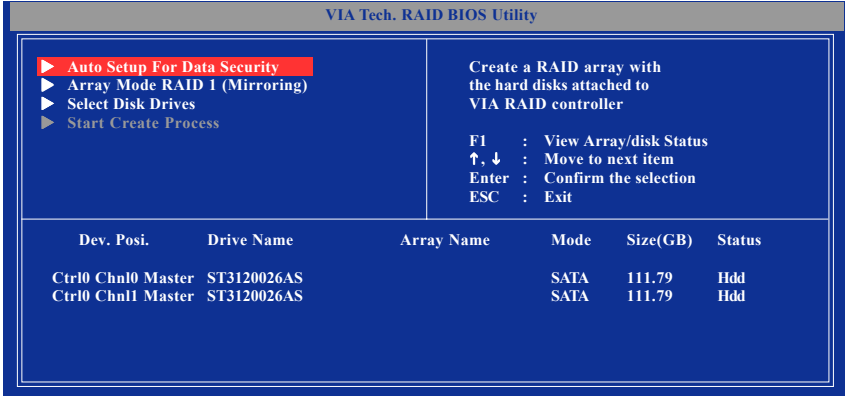 VIA Tech. RAID BIOS Utility
Auto Setup For Data Security
Array Mode RAID 1 (Mirroring)
Select Disk Drives
Start Create Process
Create a RAID array with
the hard disks attached to
VIA RAID controller
F1 : View Array/disk Status
↑, ↓ : Move to next item
Enter : Confirm the selection
ESC : Exit
Dev. Posi. Drive Name Array Name Mode Size(GB) Status
Ctrl0 Chnl0 Master ST3120026AS SATA 111.79 Hdd
Ctrl0 Chnl1 Master ST3120026AS SATA 111.79 Hdd